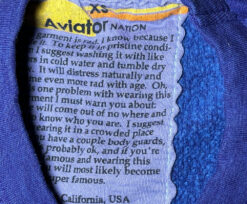 XS
Aviator NATION
garment is rad. I know because I
To keep it in pristine condi-
I suggest washing it with like
in cold water and tumble dry
It will distress naturally and
me even more rad with age. Oh,
s one problem with wearing this
ment I must warn you about:
will come out of no where and
know who you are. I suggest
aring it in a crowded place
ou have a couple body guards,
probably ok, and if you're
famous and wearing this
will most likely become
uper famous.
California, USA